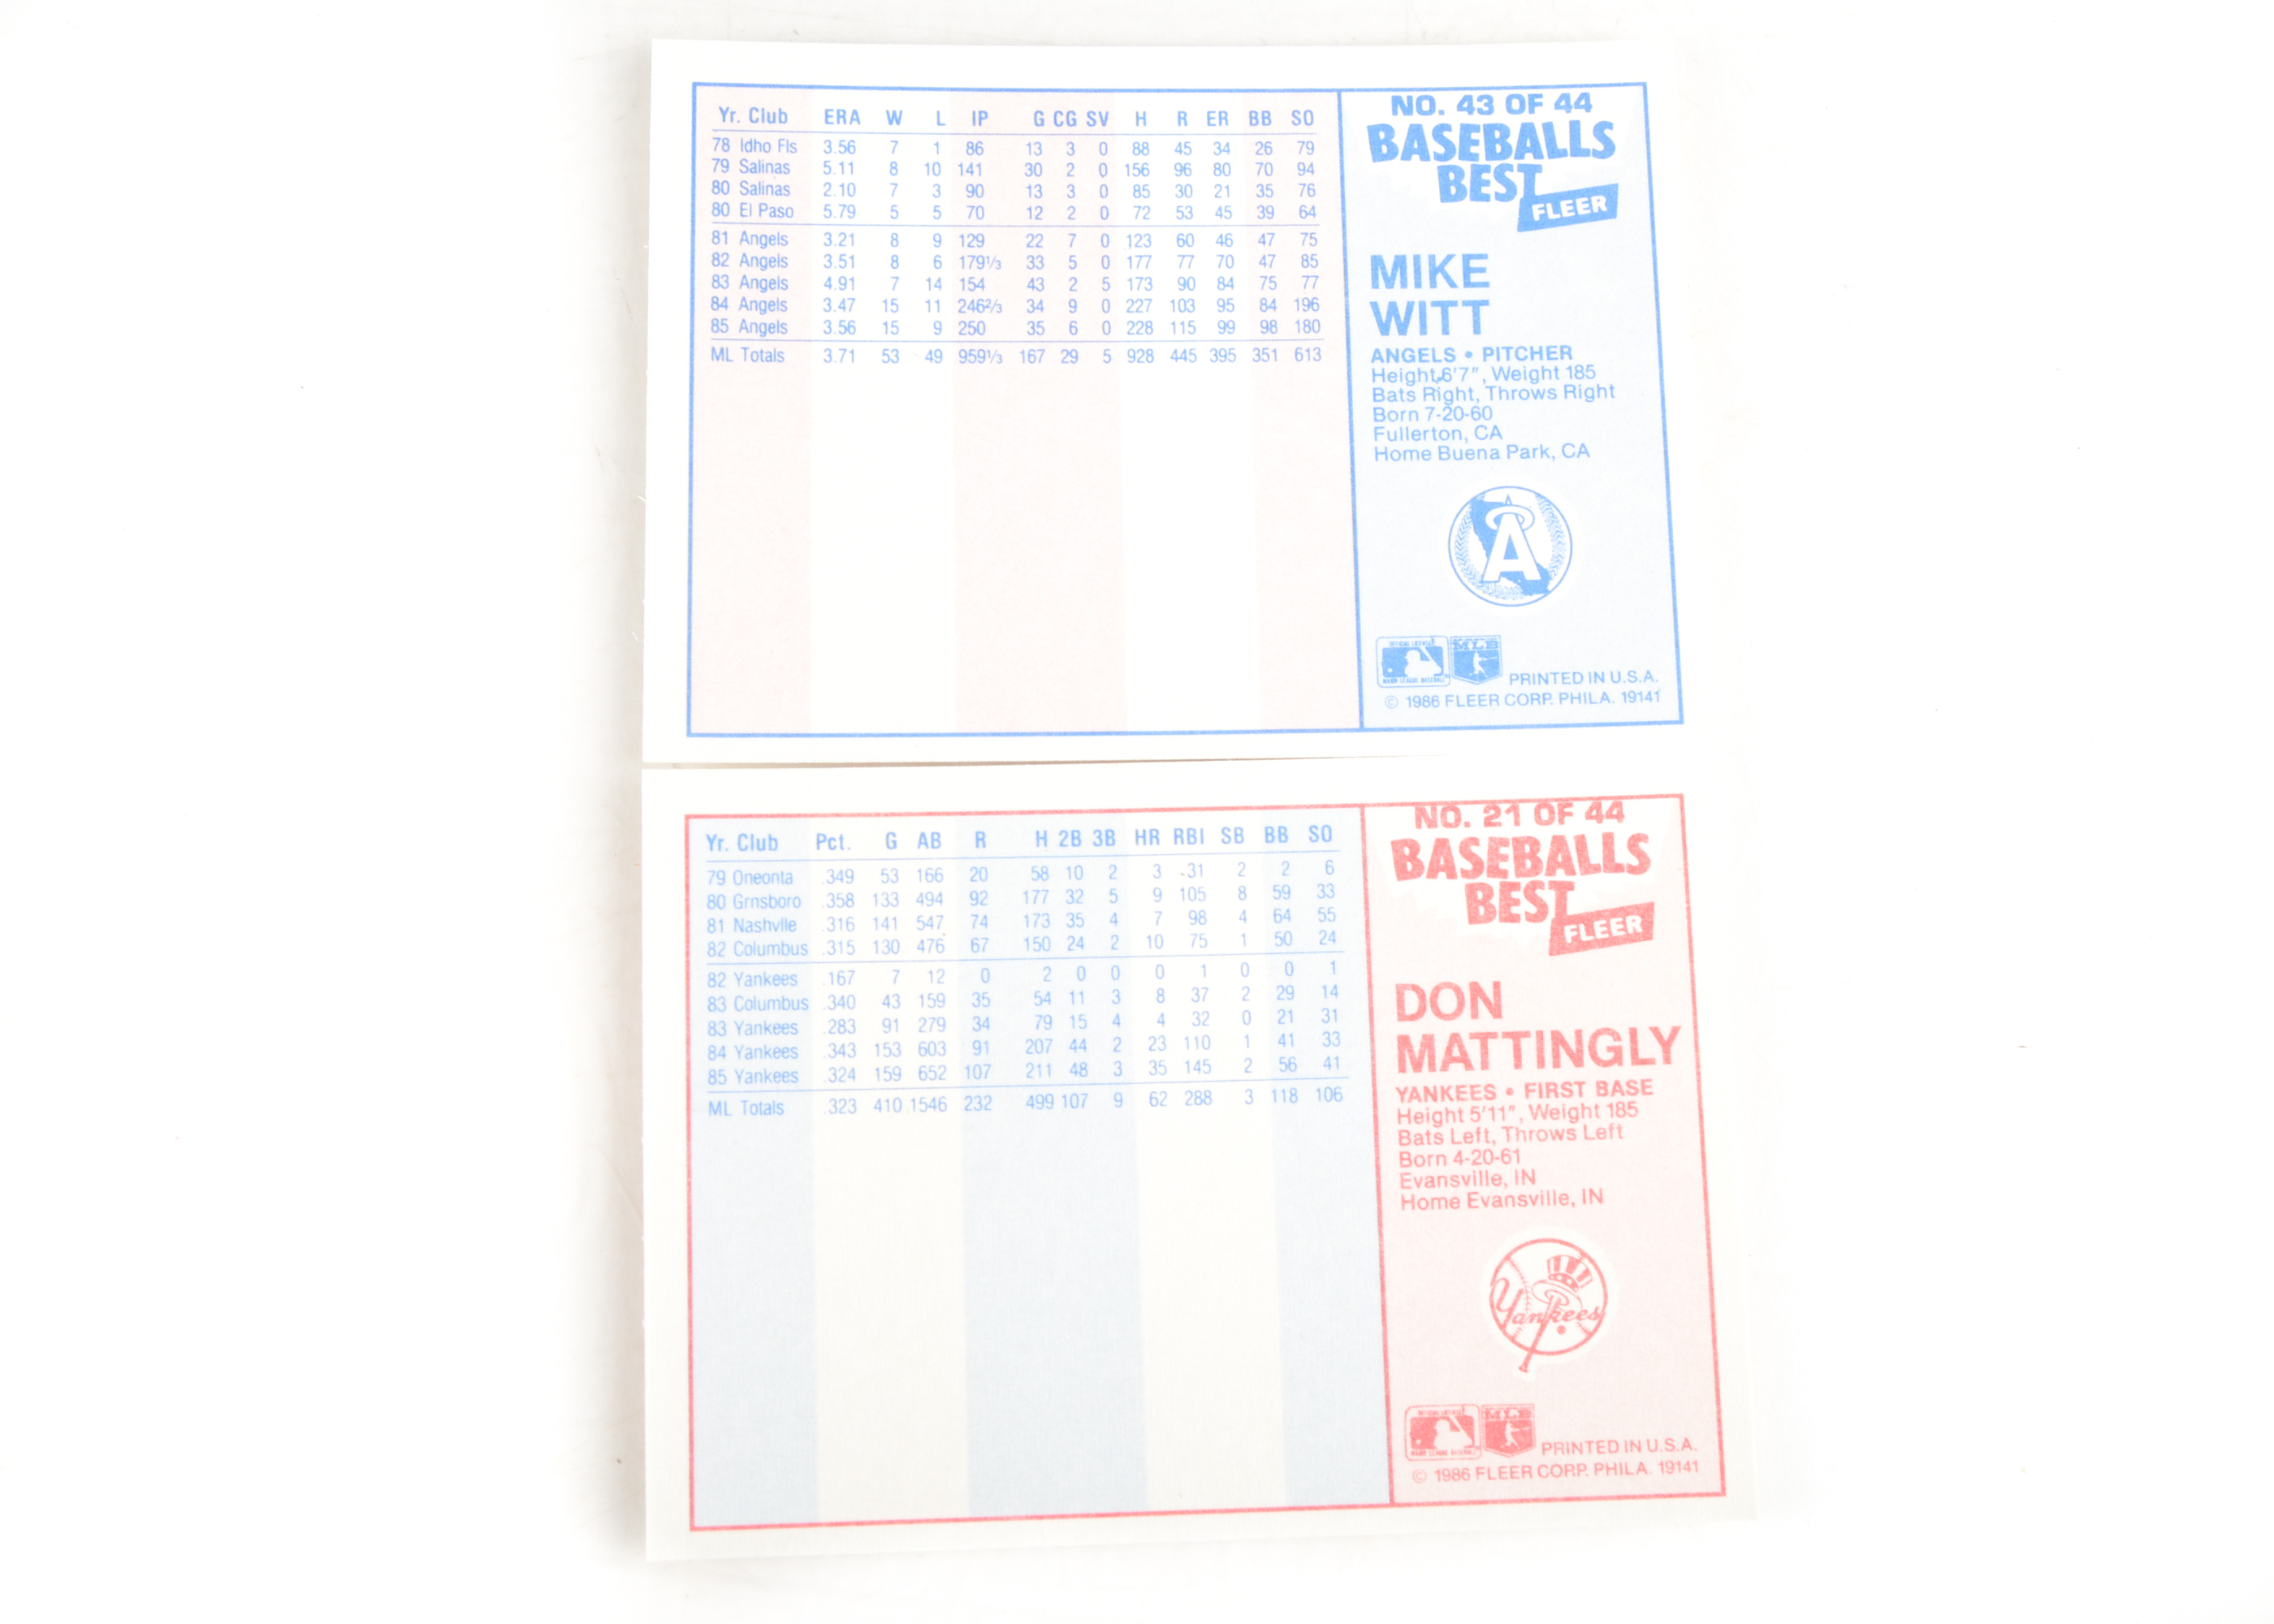 Yr. Club ERA W L IP G CG SV H R ER BB SO
78 Idho Fls 3.56 7 1 86 13 3 0 88 45 34 26 79
79 Salinas 5.11 8 10 141 30 2 0 156 96 80 70 94
80 Salinas 2.10 7 3 90 13 3 0 85 30 21 35 76
80 El Paso 5.79 5 5 70 12 2 0 72 53 45 39 64
81 Angels 3.21 8 9 129 22 7 0 123 60 46 47 75
82 Angels 3.51 8 6 179⅓ 33 5 0 177 77 70 47 85
83 Angels 4.91 7 14 154 43 2 5 173 90 84 75 77
84 Angels 3.47 15 11 246⅔ 34 9 0 227 103 95 84 196
85 Angels 3.56 15 9 250 35 6 0 228 115 99 98 180
ML Totals 3.71 53 49 959⅓ 167 29 5 928 445 395 351 613
NO. 43 OF 44
BASEBALLS
BEST
FLEER
MIKE
WITT
ANGELS • PITCHER
Height 6'7", Weight 185
Bats Right, Throws Right
Born 7-20-60
Fullerton, CA
Home Buena Park, CA
A
OFFICIAL LICENSEE
MAJOR LEAGUE BASEBALL
MLB
PRINTED IN U.S.A.
© 1986 FLEER CORP. PHILA. 19141
Yr. Club Pct. G AB R H 2B 3B HR RBI SB BB SO
79 Oneonta .349 53 166 20 58 10 2 3 -31 2 2 6
80 Grnsboro .358 133 494 92 177 32 5 9 105 8 59 33
81 Nashvlle .316 141 547 74 173 35 4 7 98 4 64 55
82 Columbus .315 130 476 67 150 24 2 10 75 1 50 24
82 Yankees .167 7 12 0 2 0 0 0 1 0 0 1
83 Columbus .340 43 159 35 54 11 3 8 37 2 29 14
83 Yankees .283 91 279 34 79 15 4 4 32 0 21 31
84 Yankees .343 153 603 91 207 44 2 23 110 1 41 33
85 Yankees .324 159 652 107 211 48 3 35 145 2 56 41
ML Totals .323 410 1546 232 499 107 9 62 288 3 118 106
NO. 21 OF 44
BASEBALLS
BEST
FLEER
DON
MATTINGLY
YANKEES • FIRST BASE
Height 5'11", Weight 185
Bats Left, Throws Left
Born 4-20-61
Evansville, IN
Home Evansville, IN
Yankees
OFFICIAL LICENSEE
MAJOR LEAGUE BASEBALL
MLB
PRINTED IN U.S.A.
© 1986 FLEER CORP. PHILA. 19141